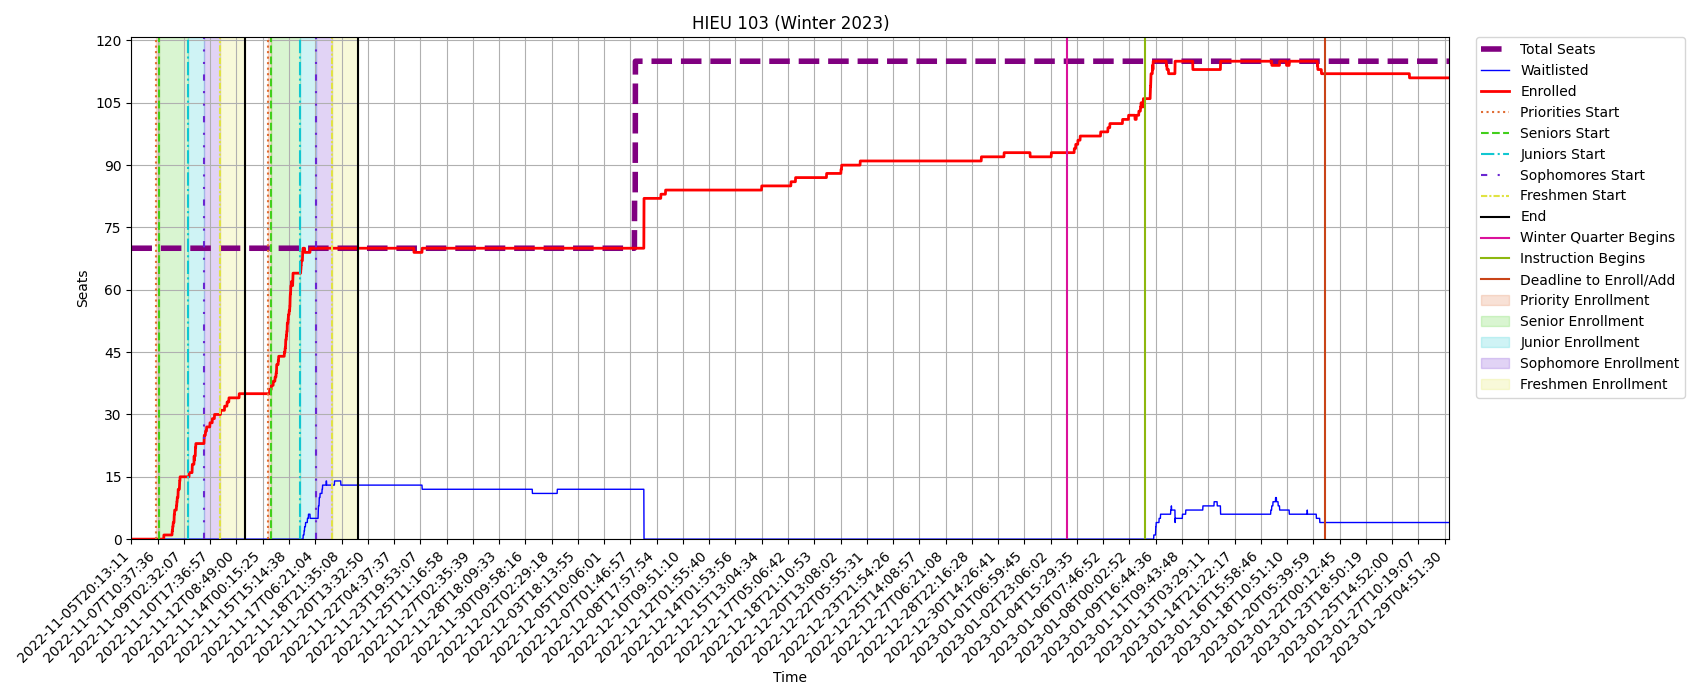 HIEU 103 (Winter 2023)
Seats
120
105
90
75
60
45
30
15
0
2022-11-05T20:13:11
2022-11-07T10:37:36
2022-11-09T02:32:07
2022-11-10T17:36:57
2022-11-12T08:49:00
2022-11-14T00:15:25
2022-11-15T15:14:38
2022-11-17T06:21:04
2022-11-18T21:35:08
2022-11-20T13:32:50
2022-11-22T04:37:37
2022-11-23T19:53:07
2022-11-25T11:16:58
2022-11-27T02:35:39
2022-11-28T18:09:33
2022-11-30T09:58:16
2022-12-02T02:29:18
2022-12-03T18:13:55
2022-12-05T10:06:01
2022-12-07T01:46:57
2022-12-08T17:57:54
2022-12-10T09:51:10
2022-12-12T01:55:40
2022-12-14T01:53:56
2022-12-15T13:04:34
2022-12-17T05:06:42
2022-12-18T21:10:53
2022-12-20T13:08:02
2022-12-22T05:55:31
2022-12-23T21:54:26
2022-12-25T14:08:57
2022-12-27T06:21:08
2022-12-28T22:16:28
2022-12-30T14:26:41
2023-01-01T06:59:45
2023-01-02T23:06:02
2023-01-04T15:29:35
2023-01-06T07:46:52
2023-01-08T00:02:52
2023-01-09T16:44:36
2023-01-11T09:43:48
2023-01-13T03:29:11
2023-01-14T21:22:17
2023-01-16T15:58:46
2023-01-18T10:51:10
2023-01-20T05:39:59
2023-01-22T00:12:45
2023-01-23T18:50:19
2023-01-25T14:52:00
2023-01-27T10:19:07
2023-01-29T04:51:30
Time
Total Seats
Waitlisted
Enrolled
Priorities Start
Seniors Start
Juniors Start
Sophomores Start
Freshmen Start
End
Winter Quarter Begins
Instruction Begins
Deadline to Enroll/Add
Priority Enrollment
Senior Enrollment
Junior Enrollment
Sophomore Enrollment
Freshmen Enrollment